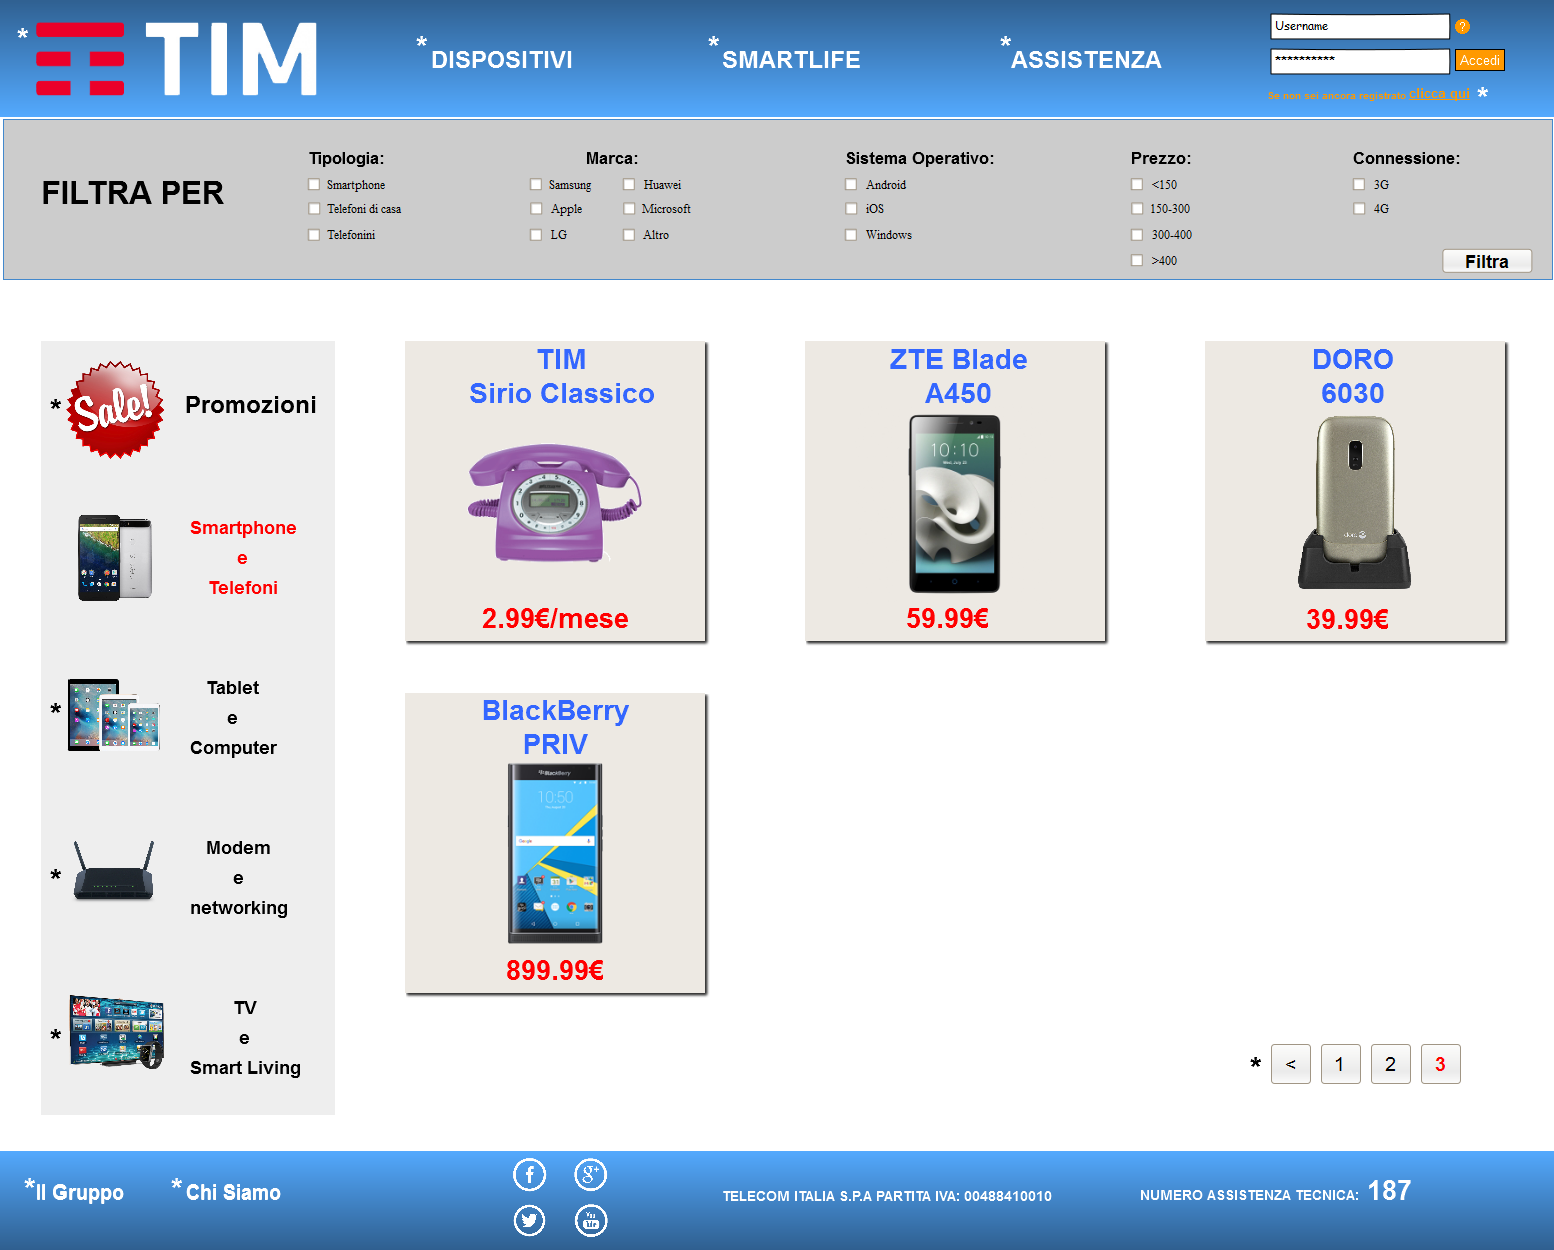 * TIM
*DISPOSITIVI
*SMARTLIFE
*ASSISTENZA
Username
?
**********
Accedi
Se non sei ancora registrato clicca qui *
FILTRA PER
Tipologia:
Smartphone
Telefoni di casa
Telefonini
Marca:
Samsung Huawei
Apple Microsoft
LG Altro
Sistema Operativo:
Android
iOS
Windows
Prezzo:
<150
150-300
300-400
>400
Connessione:
3G
4G
Filtra
* Sale! Promozioni
Smartphone
e
Telefoni
*
Tablet
e
Computer
*
Modem
e
networking
*
TV
e
Smart Living
TIM
Sirio Classico
2.99€/mese
ZTE Blade
A450
10:10
59.99€
DORO
6030
doro
39.99€
BlackBerry
PRIV
BlackBerry
10:50
Google
899.99€
* < 1 2 3
*Il Gruppo
* Chi Siamo
f
g+
You
TELECOM ITALIA S.P.A PARTITA IVA: 00488410010
NUMERO ASSISTENZA TECNICA: 187